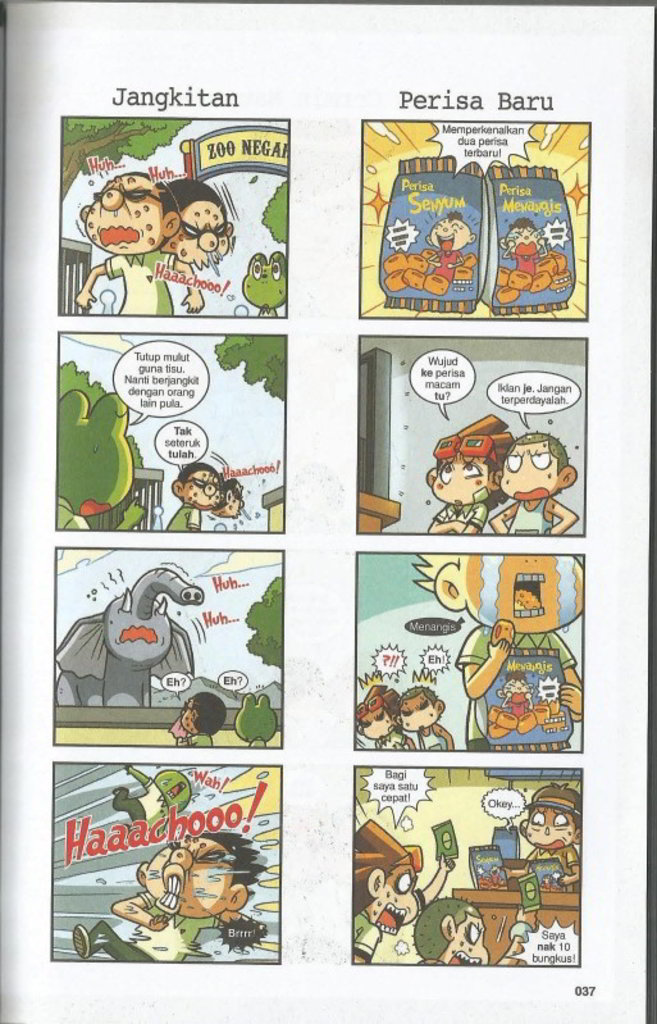 Jangkitan
Huh...
Huh...
ZOO NEGAR
Haaachooo!
Tutup mulut
guna tisu.
Nanti berjangkit
dengan orang
lain pula.
Tak
seteruk
tulah.
Haaachooo!
Huh...
Huh...
Eh?
Eh?
Wah!
Haaachooo!
Brrrr!
Perisa Baru
Memperkenalkan
dua perisa
terbaru!
Perisa
SENYUM
Perisa
MENANGIS
Wujud
ke perisa
macam
tu?
Iklan je. Jangan
terperdayalah.
Menangis
?!!
Eh!
MENANGIS
Bagi
saya satu
cepat!
Okey...
SENYUM
Saya
nak 10
bungkus!
037